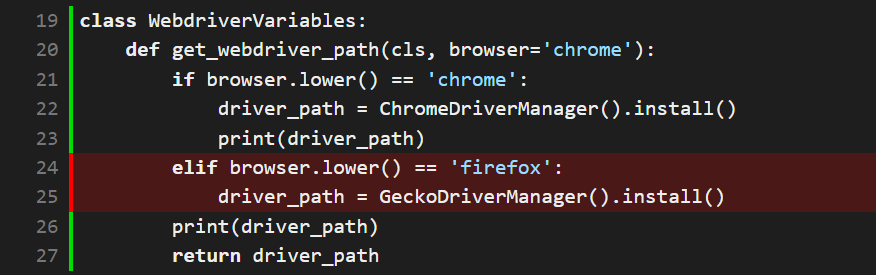 19 class WebdriverVariables:
20     def get_webdriver_path(cls, browser='chrome'):
21         if browser.lower() == 'chrome':
22             driver_path = ChromeDriverManager().install()
23             print(driver_path)
24         elif browser.lower() == 'firefox':
25             driver_path = GeckoDriverManager().install()
26         print(driver_path)
27         return driver_path